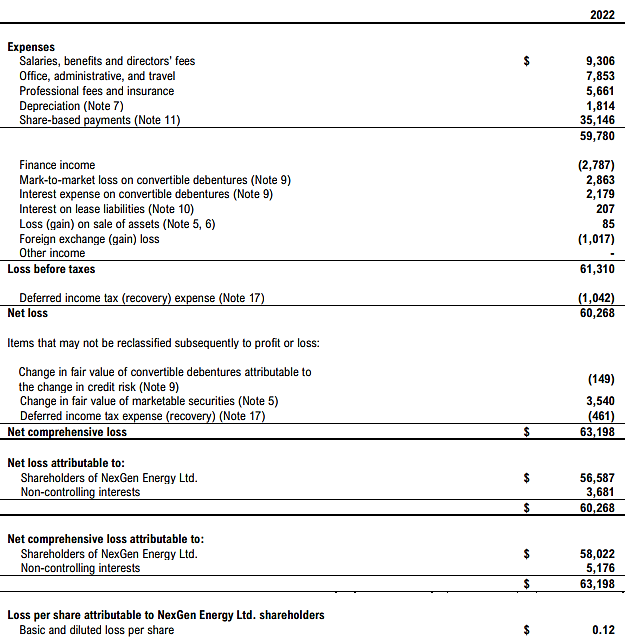 2022
Expenses
Salaries, benefits and directors' fees $ 9,306
Office, administrative, and travel 7,853
Professional fees and insurance 5,661
Depreciation (Note 7) 1,814
Share-based payments (Note 11) 35,146
59,780
Finance income (2,787)
Mark-to-market loss on convertible debentures (Note 9) 2,863
Interest expense on convertible debentures (Note 9) 2,179
Interest on lease liabilities (Note 10) 207
Loss (gain) on sale of assets (Note 5, 6) 85
Foreign exchange (gain) loss (1,017)
Other income -
Loss before taxes 61,310
Deferred income tax (recovery) expense (Note 17) (1,042)
Net loss 60,268
Items that may not be reclassified subsequently to profit or loss:
Change in fair value of convertible debentures attributable to
the change in credit risk (Note 9) (149)
Change in fair value of marketable securities (Note 5) 3,540
Deferred income tax expense (recovery) (Note 17) (461)
Net comprehensive loss $ 63,198
Net loss attributable to:
Shareholders of NexGen Energy Ltd. $ 56,587
Non-controlling interests 3,681
$ 60,268
Net comprehensive loss attributable to:
Shareholders of NexGen Energy Ltd. $ 58,022
Non-controlling interests 5,176
$ 63,198
Loss per share attributable to NexGen Energy Ltd. shareholders
Basic and diluted loss per share $ 0.12